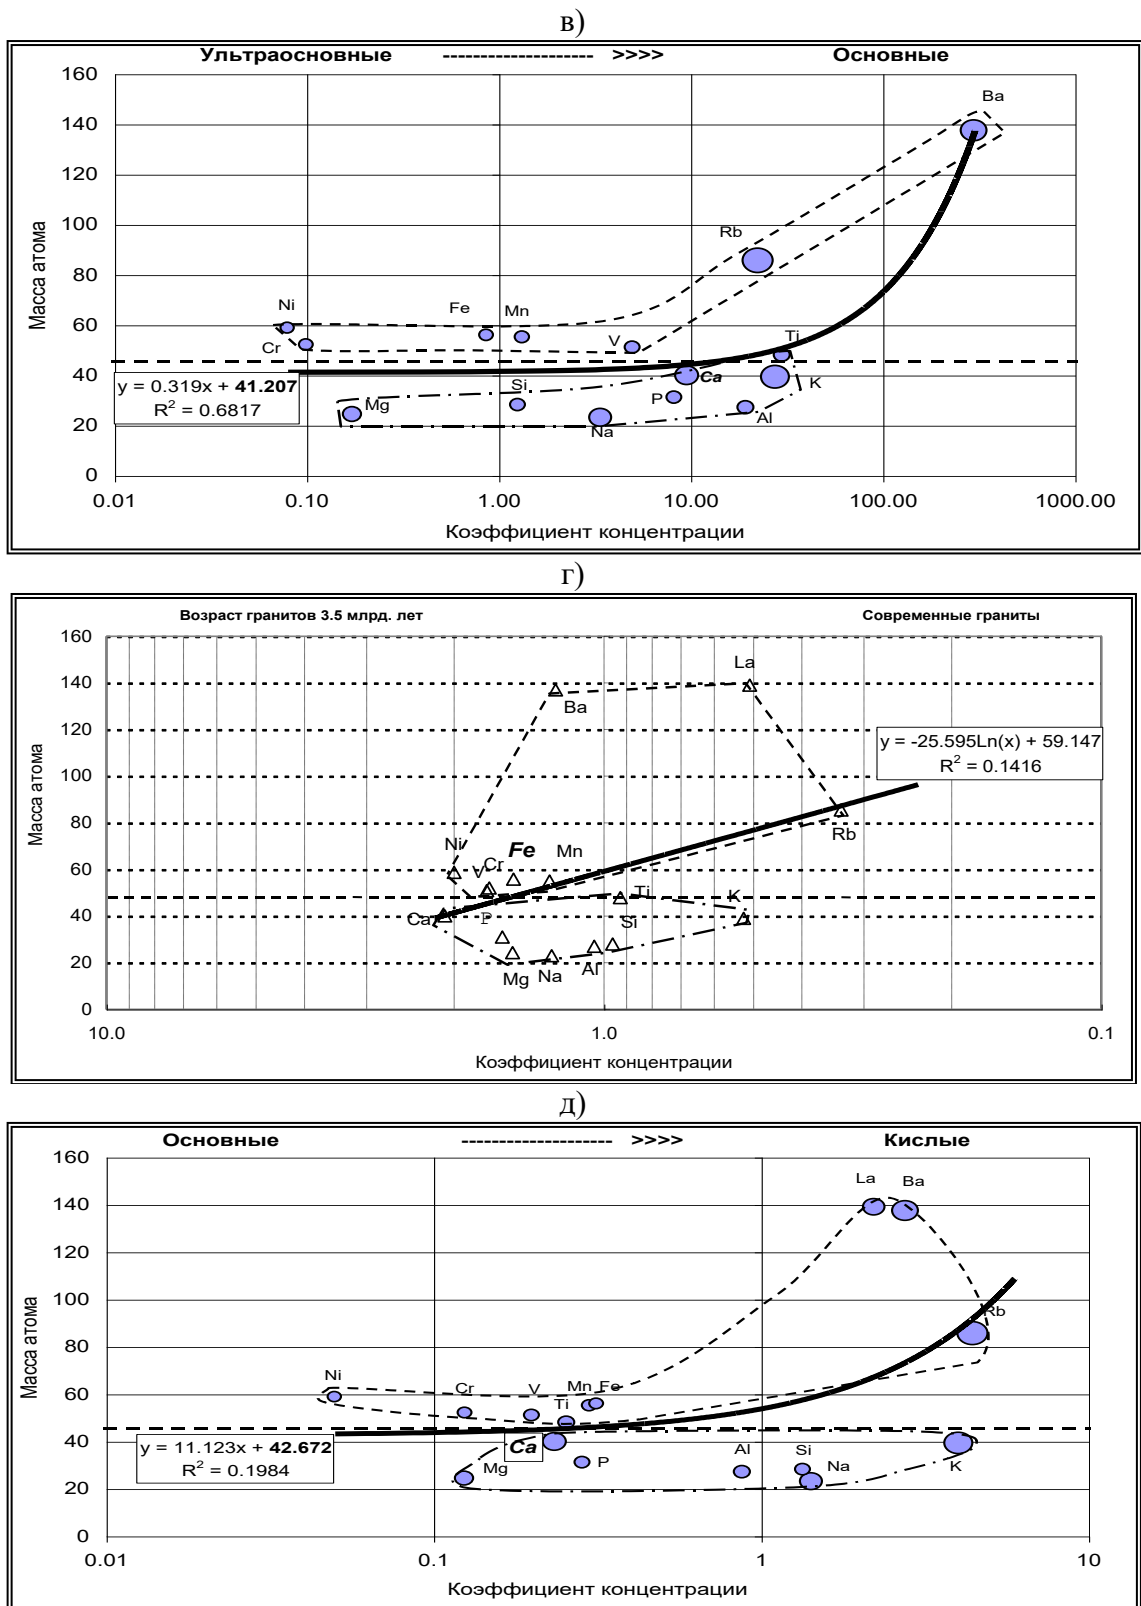 в)
Ультраосновные -------------------- >>>> Основные
160
140
120
100
80
60
40
20
0
Масса атома
Ba
Rb
Ni
Fe
Mn
Cr
V
Ti
Si
Ca
K
Mg
P
Na
Al
y = 0.319x + 41.207
R² = 0.6817
0.01 0.10 1.00 10.00 100.00 1000.00
Коэффициент концентрации
г)
Возраст гранитов 3.5 млрд. лет Современные граниты
160
140
120
100
80
60
40
20
0
Масса атома
La
Ba
y = -25.595Ln(x) + 59.147
R² = 0.1416
Rb
Ni
Fe
Cr
V
Mn
Ti
K
Ca
P
Si
Mg
Na
Al
10.0 1.0 0.1
Коэффициент концентрации
д)
Основные -------------------- >>>> Кислые
160
140
120
100
80
60
40
20
0
Масса атома
La
Ba
Rb
Ni
Cr
V
Mn
Fe
Ti
y = 11.123x + 42.672
R² = 0.1984
Ca
Mg
P
Al
Si
Na
K
0.01 0.1 1 10
Коэффициент концентрации